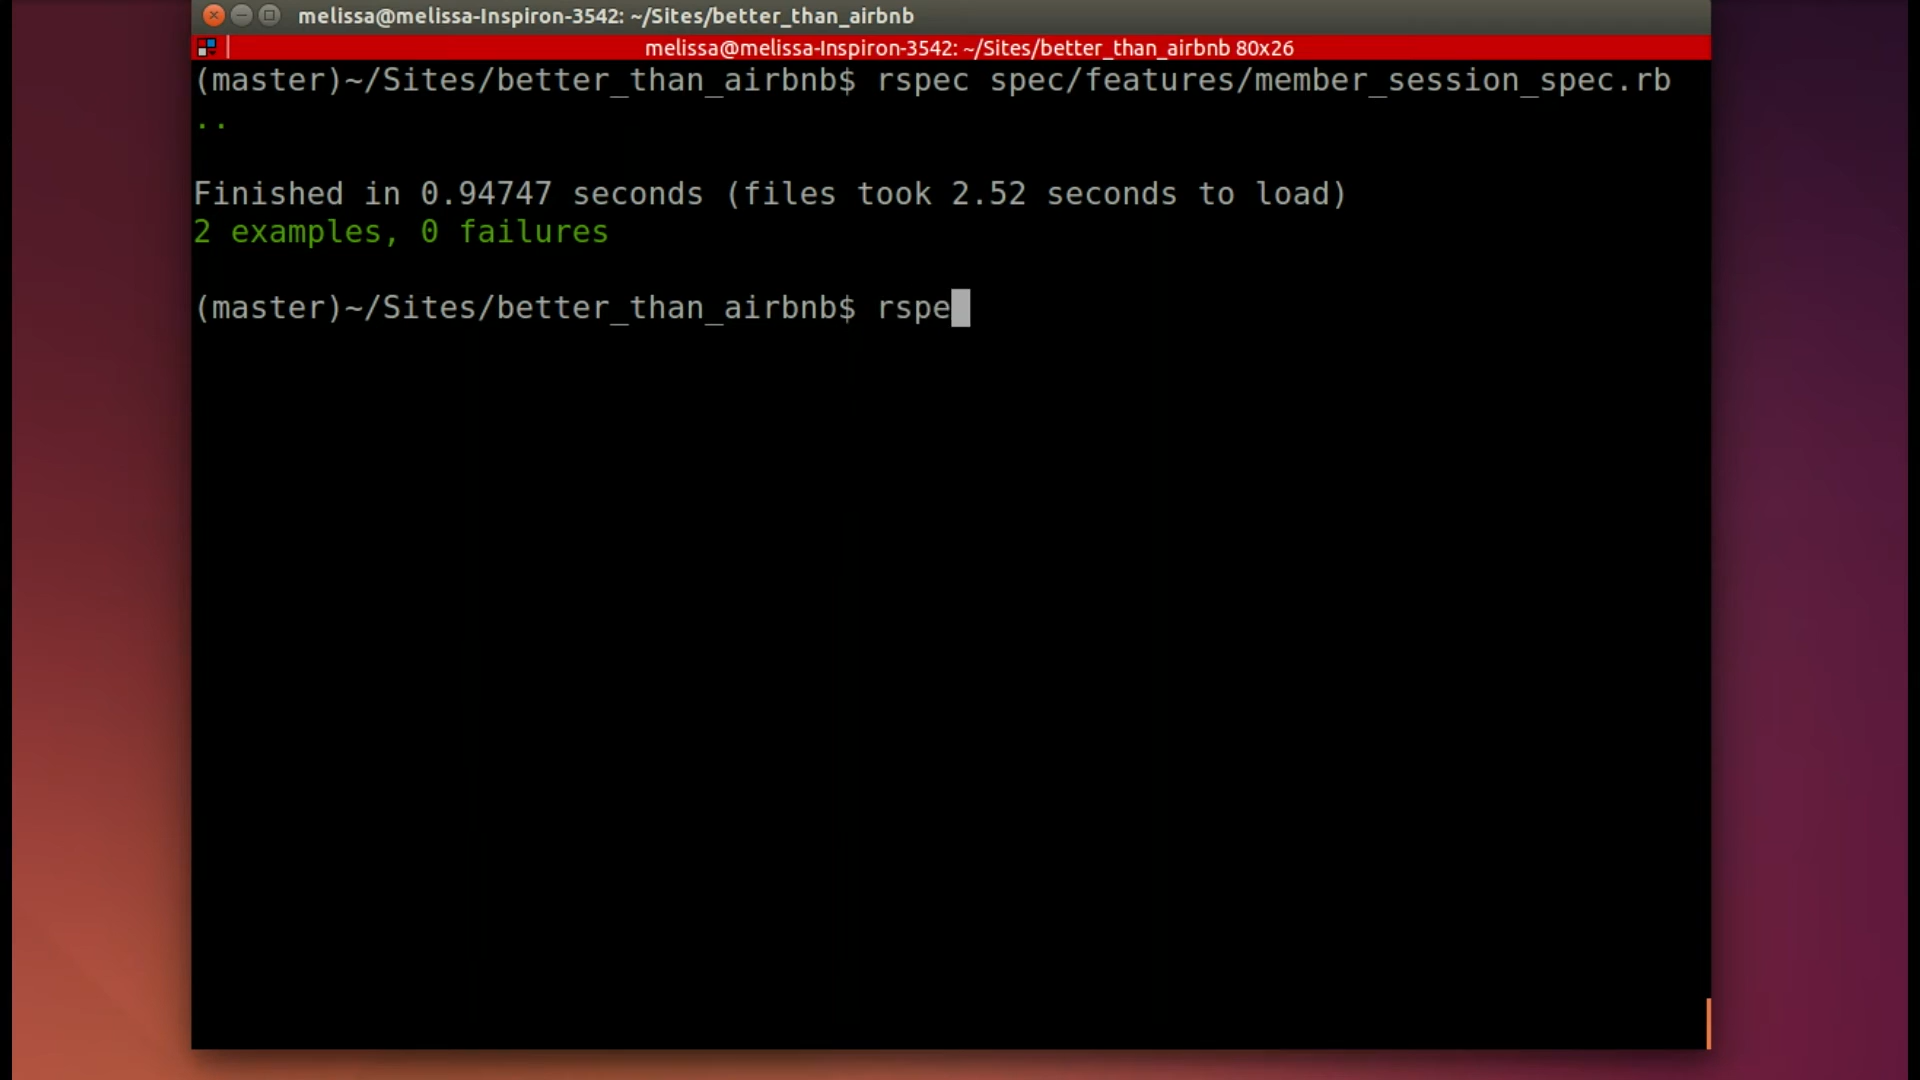 melissa@melissa-Inspiron-3542: ~/Sites/better_than_airbnb
melissa@melissa-Inspiron-3542: ~/Sites/better_than_airbnb 80x26
(master)~/Sites/better_than_airbnb$ rspec spec/features/member_session_spec.rb
..
Finished in 0.94747 seconds (files took 2.52 seconds to load)
2 examples, 0 failures
(master)~/Sites/better_than_airbnb$ rspe